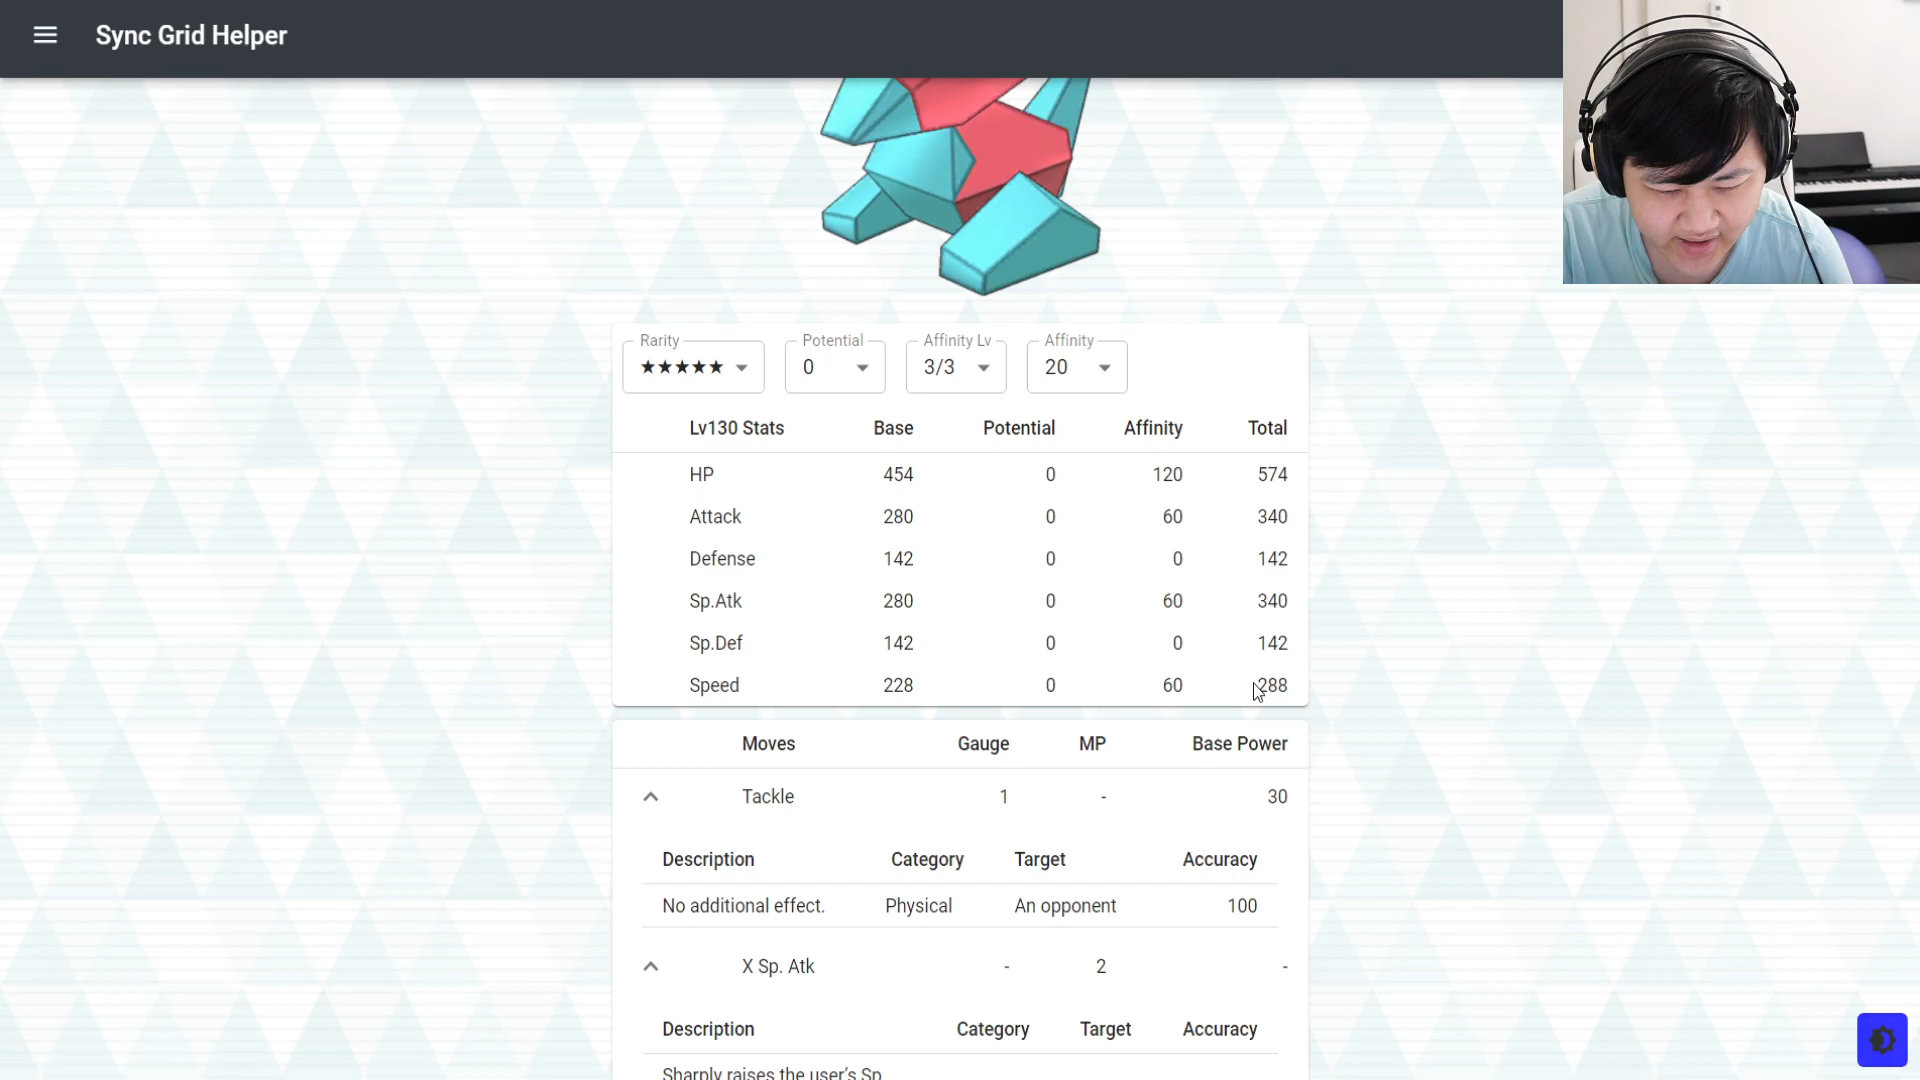 Sync Grid Helper
Rarity Potential Affinity Lv Affinity
★★★★★ 0 3/3 20
Lv130 Stats Base Potential Affinity Total
HP 454 0 120 574
Attack 280 0 60 340
Defense 142 0 0 142
Sp.Atk 280 0 60 340
Sp.Def 142 0 0 142
Speed 228 0 60 288
Moves Gauge MP Base Power
Tackle 1 - 30
Description Category Target Accuracy
No additional effect. Physical An opponent 100
X Sp. Atk - 2 -
Description Category Target Accuracy
Sharply raises the user's Sp.